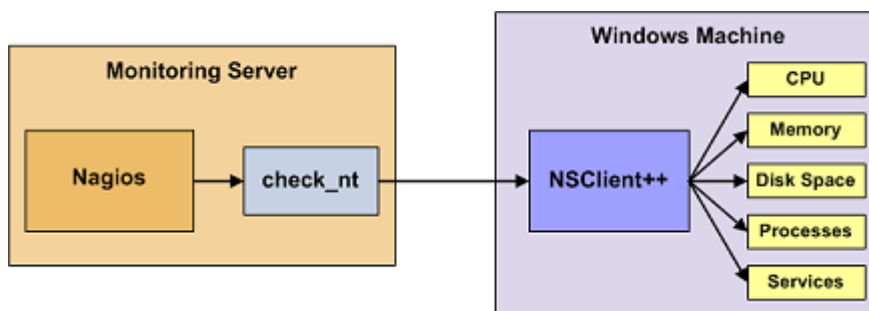 Monitoring Server
Nagios
check_nt
Windows Machine
NSClient++
CPU
Memory
Disk Space
Processes
Services